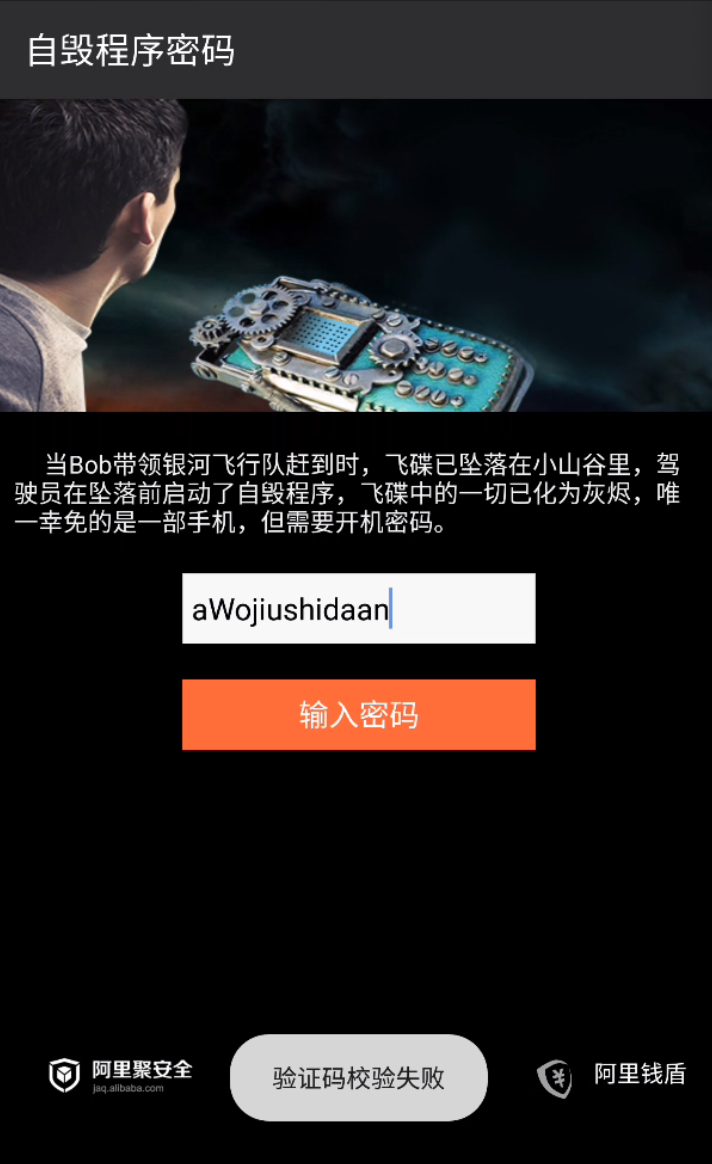 自毁程序密码
当Bob带领银河飞行队赶到时，飞碟已坠落在小山谷里，驾
驶员在坠落前启动了自毁程序，飞碟中的一切已化为灰烬，唯
一幸免的是一部手机，但需要开机密码。
aWojiushidaan
输入密码
阿里聚安全
jaq.alibaba.com
验证码校验失败
阿里钱盾